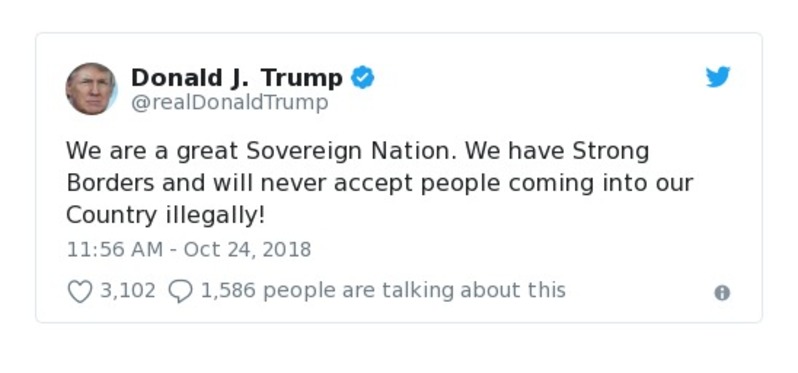 Donald J. Trump
@realDonaldTrump
We are a great Sovereign Nation. We have Strong
Borders and will never accept people coming into our
Country illegally!
11:56 AM - Oct 24, 2018
3,102 1,586 people are talking about this